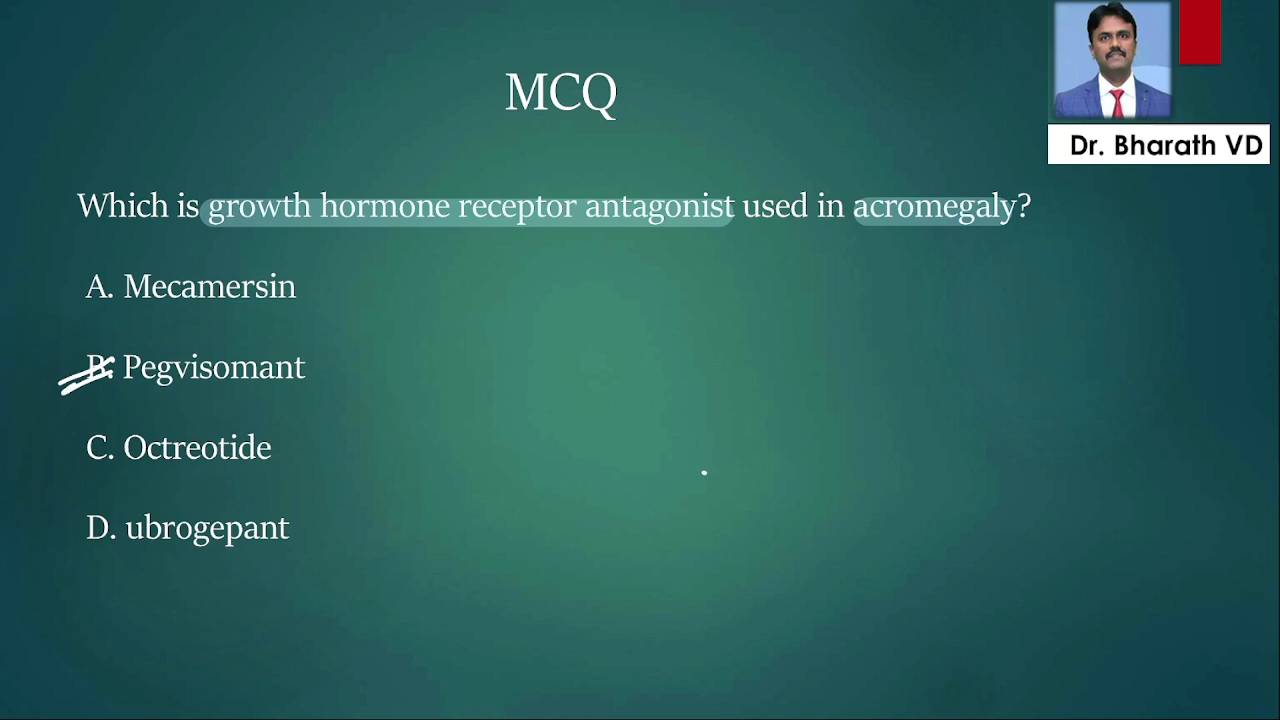 MCQ
Dr. Bharath VD
Which is growth hormone receptor antagonist used in acromegaly?
A. Mecamersin
B. Pegvisomant
C. Octreotide
D. ubrogepant